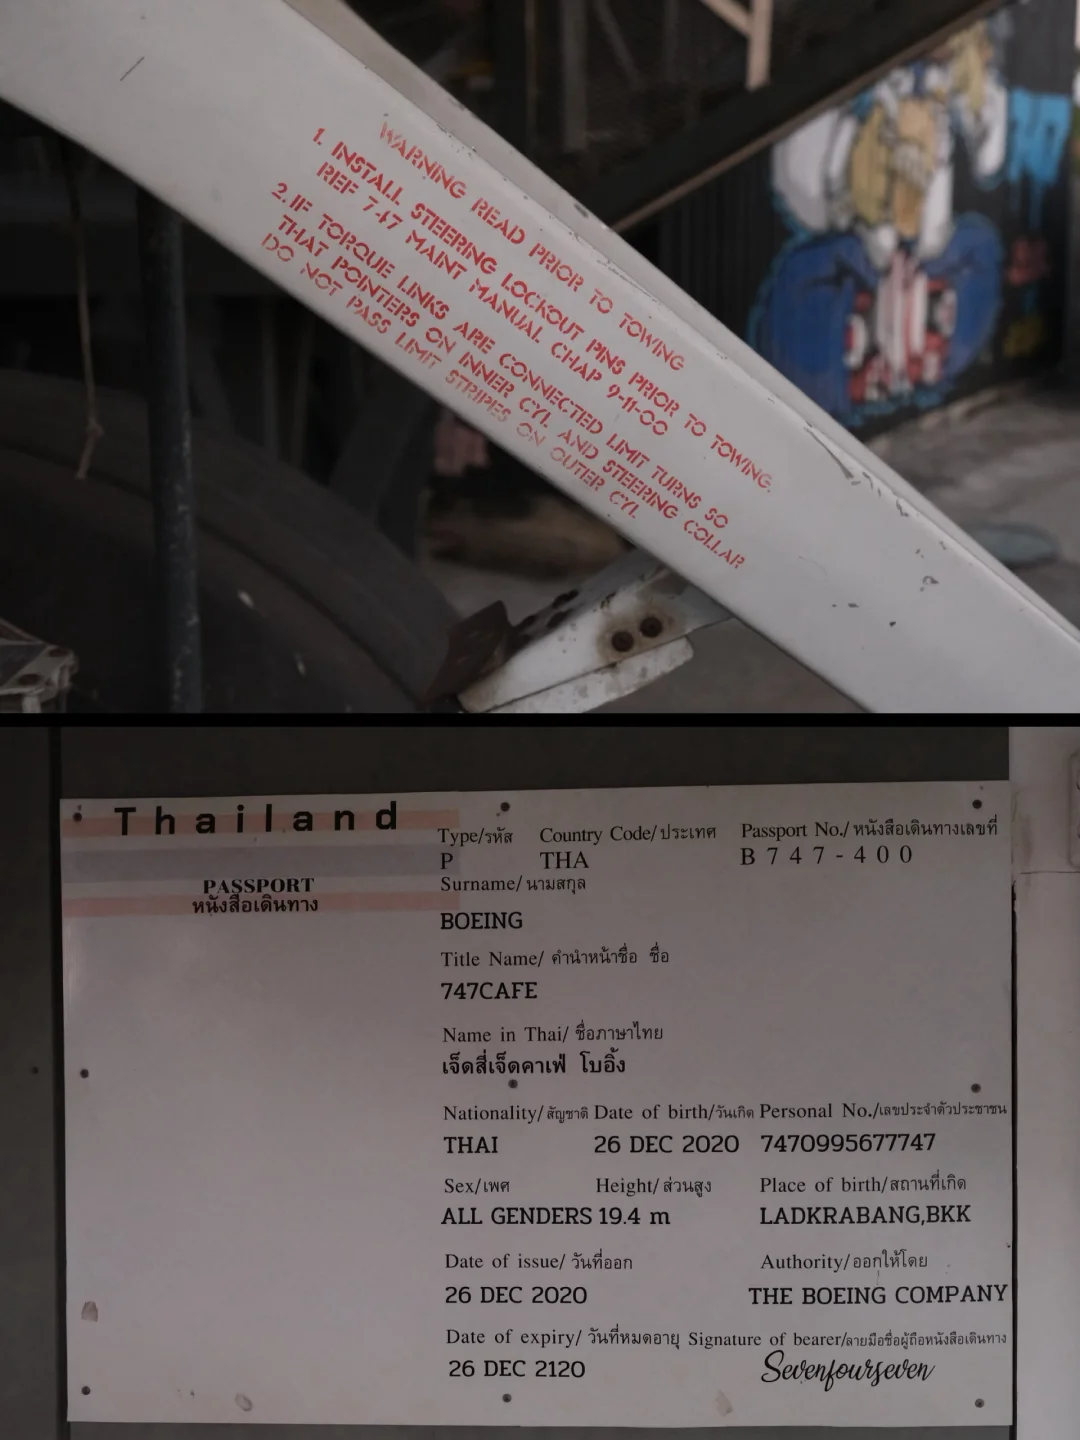 WARNING READ PRIOR TO TOWING
1. INSTALL STEERING LOCKOUT PINS PRIOR TO TOWING.
REF 747 MAINT MANUAL CHAP 9-11-00
2. IF TORQUE LINKS ARE CONNECTED LIMIT TURNS SO
THAT POINTERS ON INNER CYL AND STEERING COLLAR
DO NOT PASS LIMIT STRIPES ON OUTER CYL
Thailand
PASSPORT
หนังสือเดินทาง
Type/รหัส Country Code/ประเทศ Passport No./หนังสือเดินทางเลขที่
P THA B747-400
Surname/นามสกุล
BOEING
Title Name/ คำนำหน้าชื่อ ชื่อ
747CAFE
Name in Thai/ ชื่อภาษาไทย
เจ็ดสี่เจ็ดคาเฟ่ โบอิ้ง
Nationality/สัญชาติ Date of birth/วันเกิด Personal No./เลขประจำตัวประชาชน
THAI 26 DEC 2020 7470995677747
Sex/เพศ Height/ส่วนสูง Place of birth/สถานที่เกิด
ALL GENDERS 19.4 m LADKRABANG,BKK
Date of issue/ วันที่ออก Authority/ออกให้โดย
26 DEC 2020 THE BOEING COMPANY
Date of expiry/ วันที่หมดอายุ Signature of bearer/ลายมือชื่อผู้ถือหนังสือเดินทาง
26 DEC 2120 Sevenfourseven